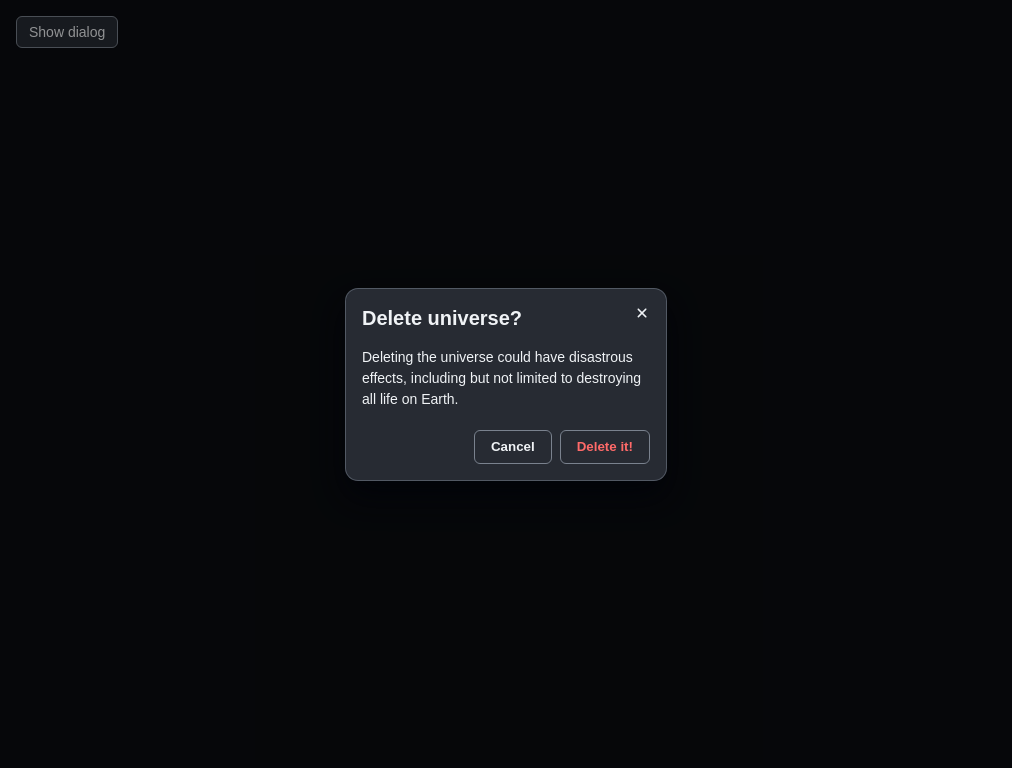 Show dialog
Delete universe?
✕
Deleting the universe could have disastrous
effects, including but not limited to destroying
all life on Earth.
Cancel
Delete it!